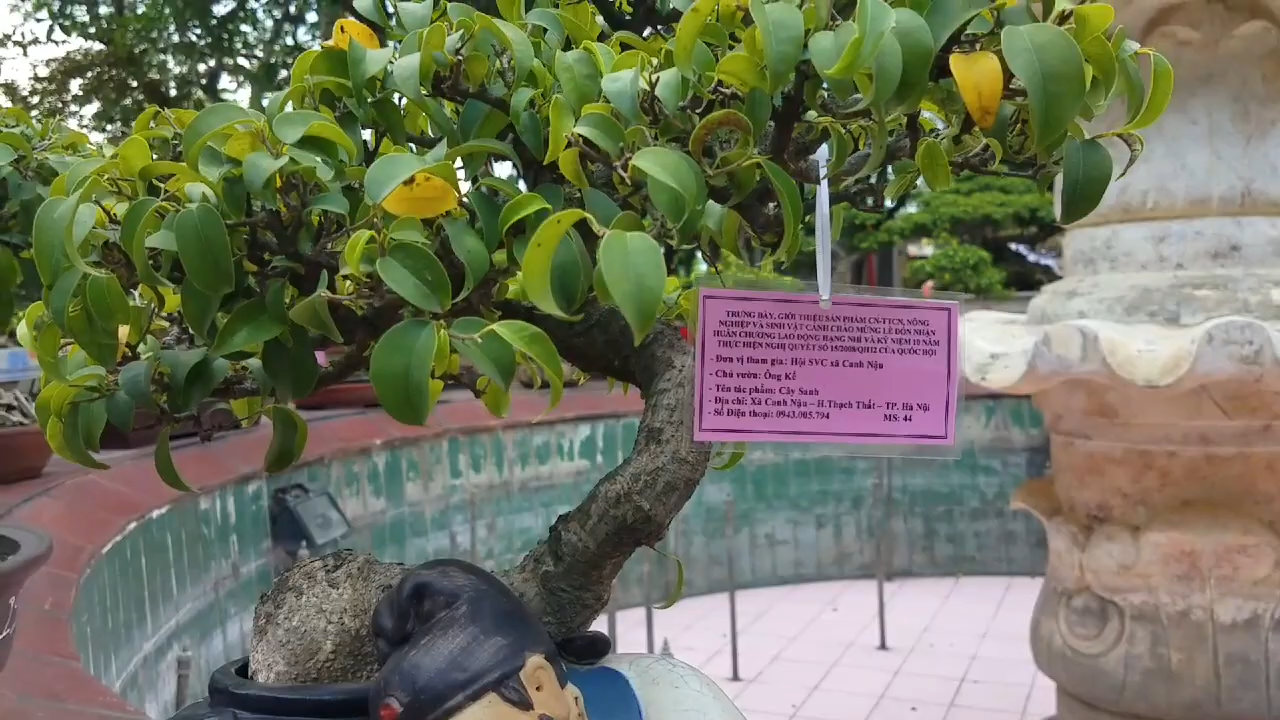 TRƯNG BÀY, GIỚI THIỆU SẢN PHẨM CN-TTCN, NÔNG
NGHIỆP VÀ SINH VẬT CẢNH CHÀO MỪNG LỄ ĐÓN NHẬN
HUÂN CHƯƠNG LAO ĐỘNG HẠNG NHÌ VÀ KỶ NIỆM 10 NĂM
THỰC HIỆN NGHỊ QUYẾT SỐ 15/2008/QH12 CỦA QUỐC HỘI
- Đơn vị tham gia: Hội SVC xã Canh Nậu
- Chủ vườn: Ông Kế
- Tên tác phẩm: Cây Sanh
- Địa chỉ: Xã Canh Nậu – H.Thạch Thất – TP. Hà Nội
- Số Điện thoại: 0943.005.794 MS: 44